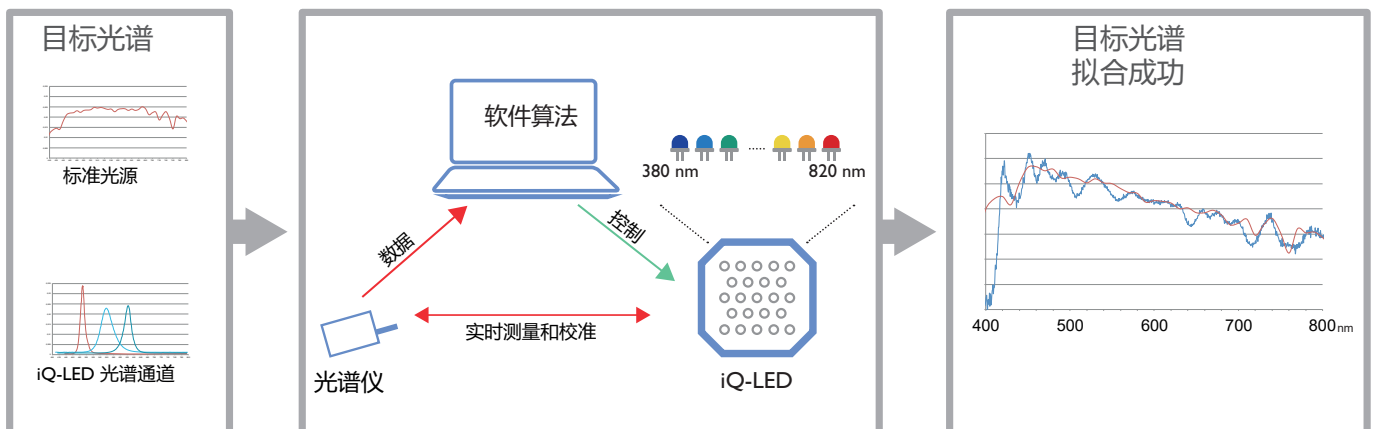 目标光谱
标准光源
iQ-LED 光谱通道
软件算法
380 nm
.....
820 nm
数据
控制
实时测量和校准
光谱仪
iQ-LED
目标光谱
拟合成功
400 500 600 700 800 nm